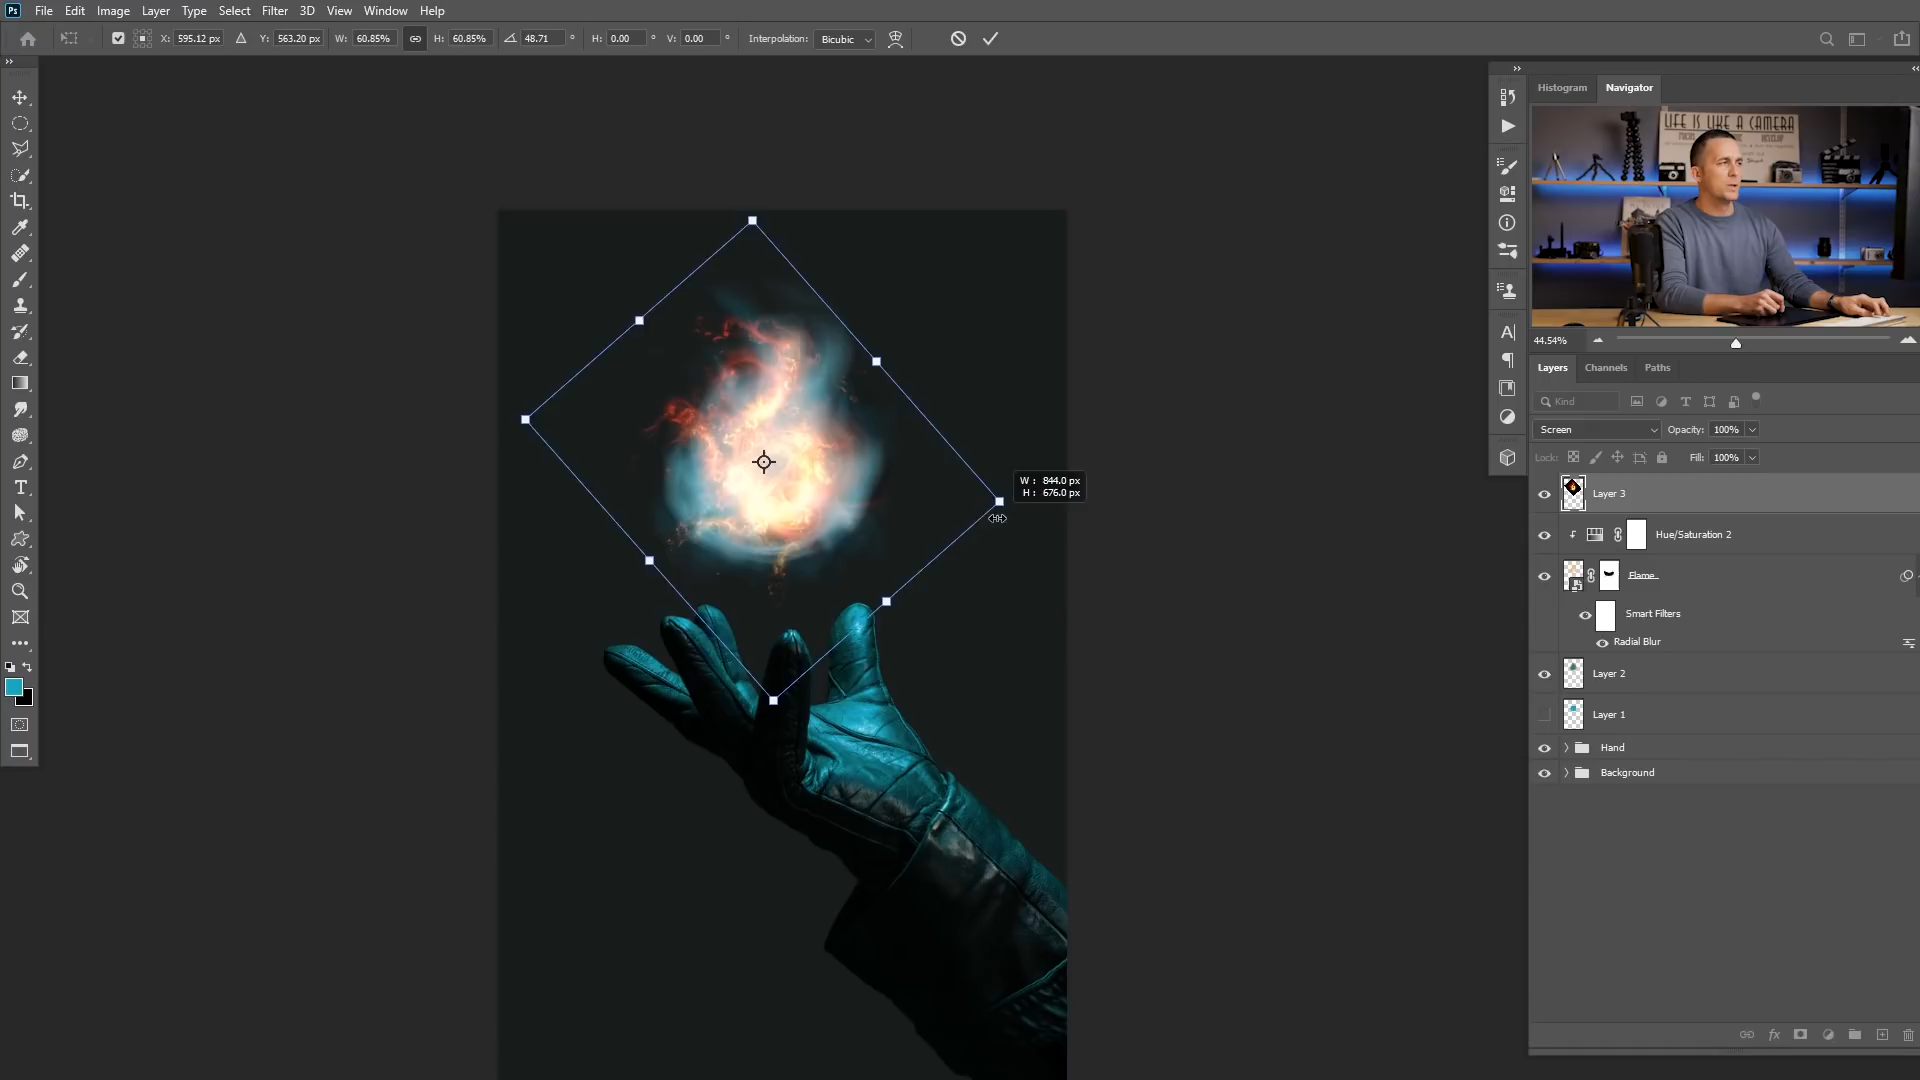 Ps File Edit Image Layer Type Select Filter 3D View Window Help
X: 595.12 px Y: 563.20 px W: 60.85% H: 60.85% 48.71 ° H: 0.00 ° V: 0.00 ° Interpolation: Bicubic
Histogram Navigator
LIFE IS LIKE A CAMERA
44.54%
Layers Channels Paths
Kind
Screen Opacity: 100%
Lock: Fill: 100%
W : 844.0 px
H : 676.0 px
Layer 3
Hue/Saturation 2
Flame
Smart Filters
Radial Blur
Layer 2
Layer 1
Hand
Background
fx